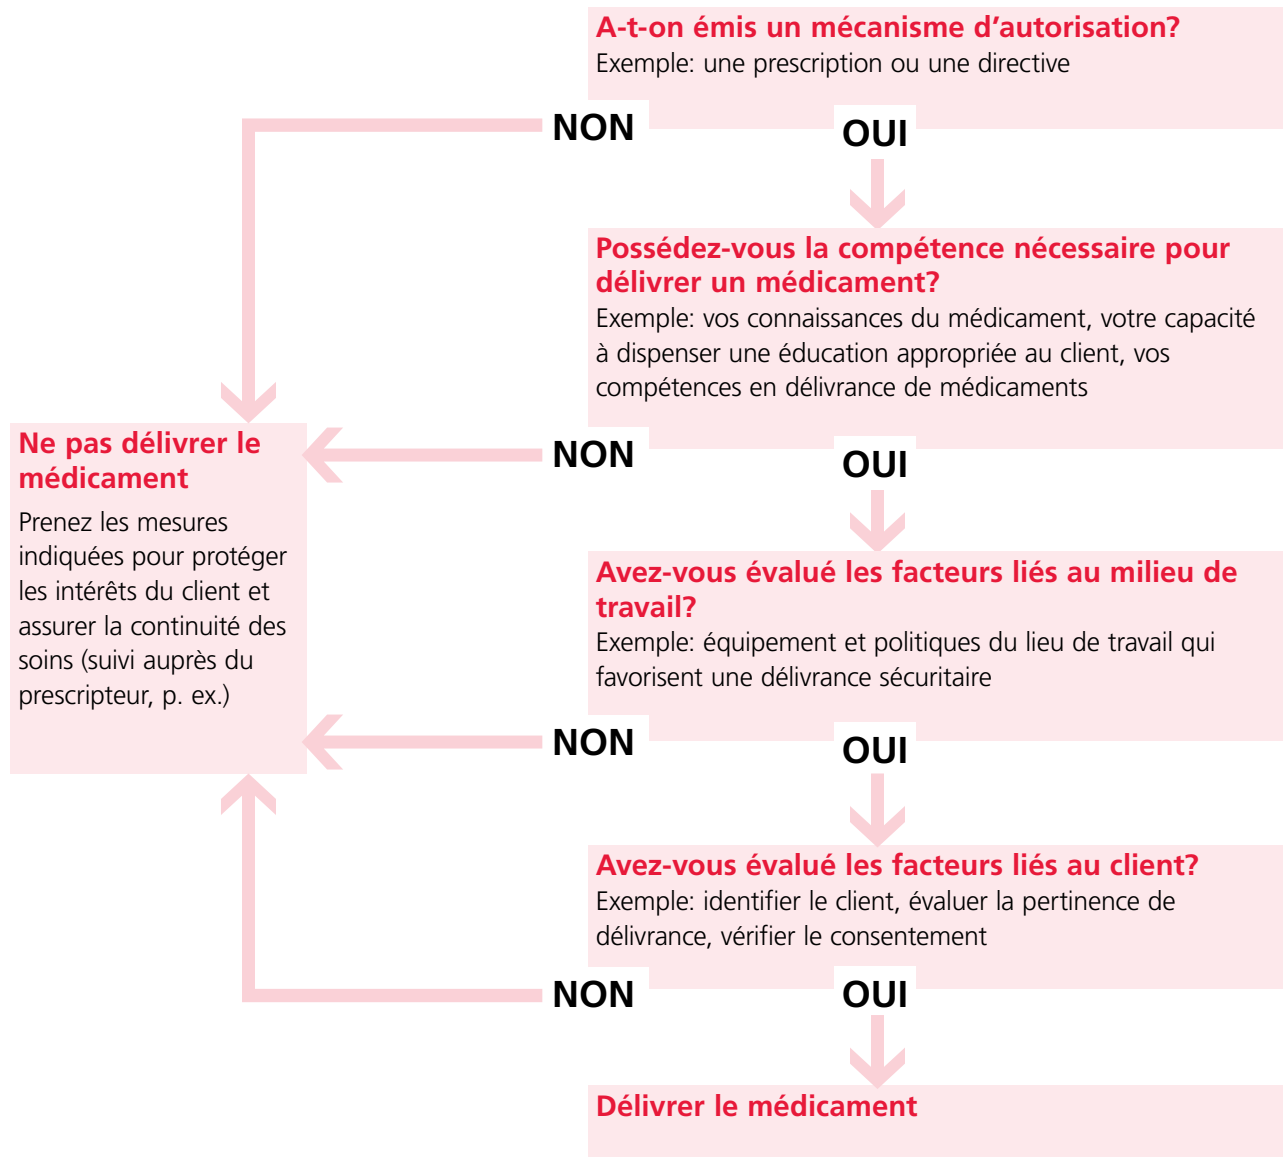 A-t-on émis un mécanisme d’autorisation?
Exemple: une prescription ou une directive
NON
OUI
Possédez-vous la compétence nécessaire pour
délivrer un médicament?
Exemple: vos connaissances du médicament, votre capacité
à dispenser une éducation appropriée au client, vos
compétences en délivrance de médicaments
NON
OUI
Ne pas délivrer le
médicament
Prenez les mesures
indiquées pour protéger
les intérêts du client et
assurer la continuité des
soins (suivi auprès du
prescripteur, p. ex.)
Avez-vous évalué les facteurs liés au milieu de
travail?
Exemple: équipement et politiques du lieu de travail qui
favorisent une délivrance sécuritaire
NON
OUI
Avez-vous évalué les facteurs liés au client?
Exemple: identifier le client, évaluer la pertinence de
délivrance, vérifier le consentement
NON
OUI
Délivrer le médicament